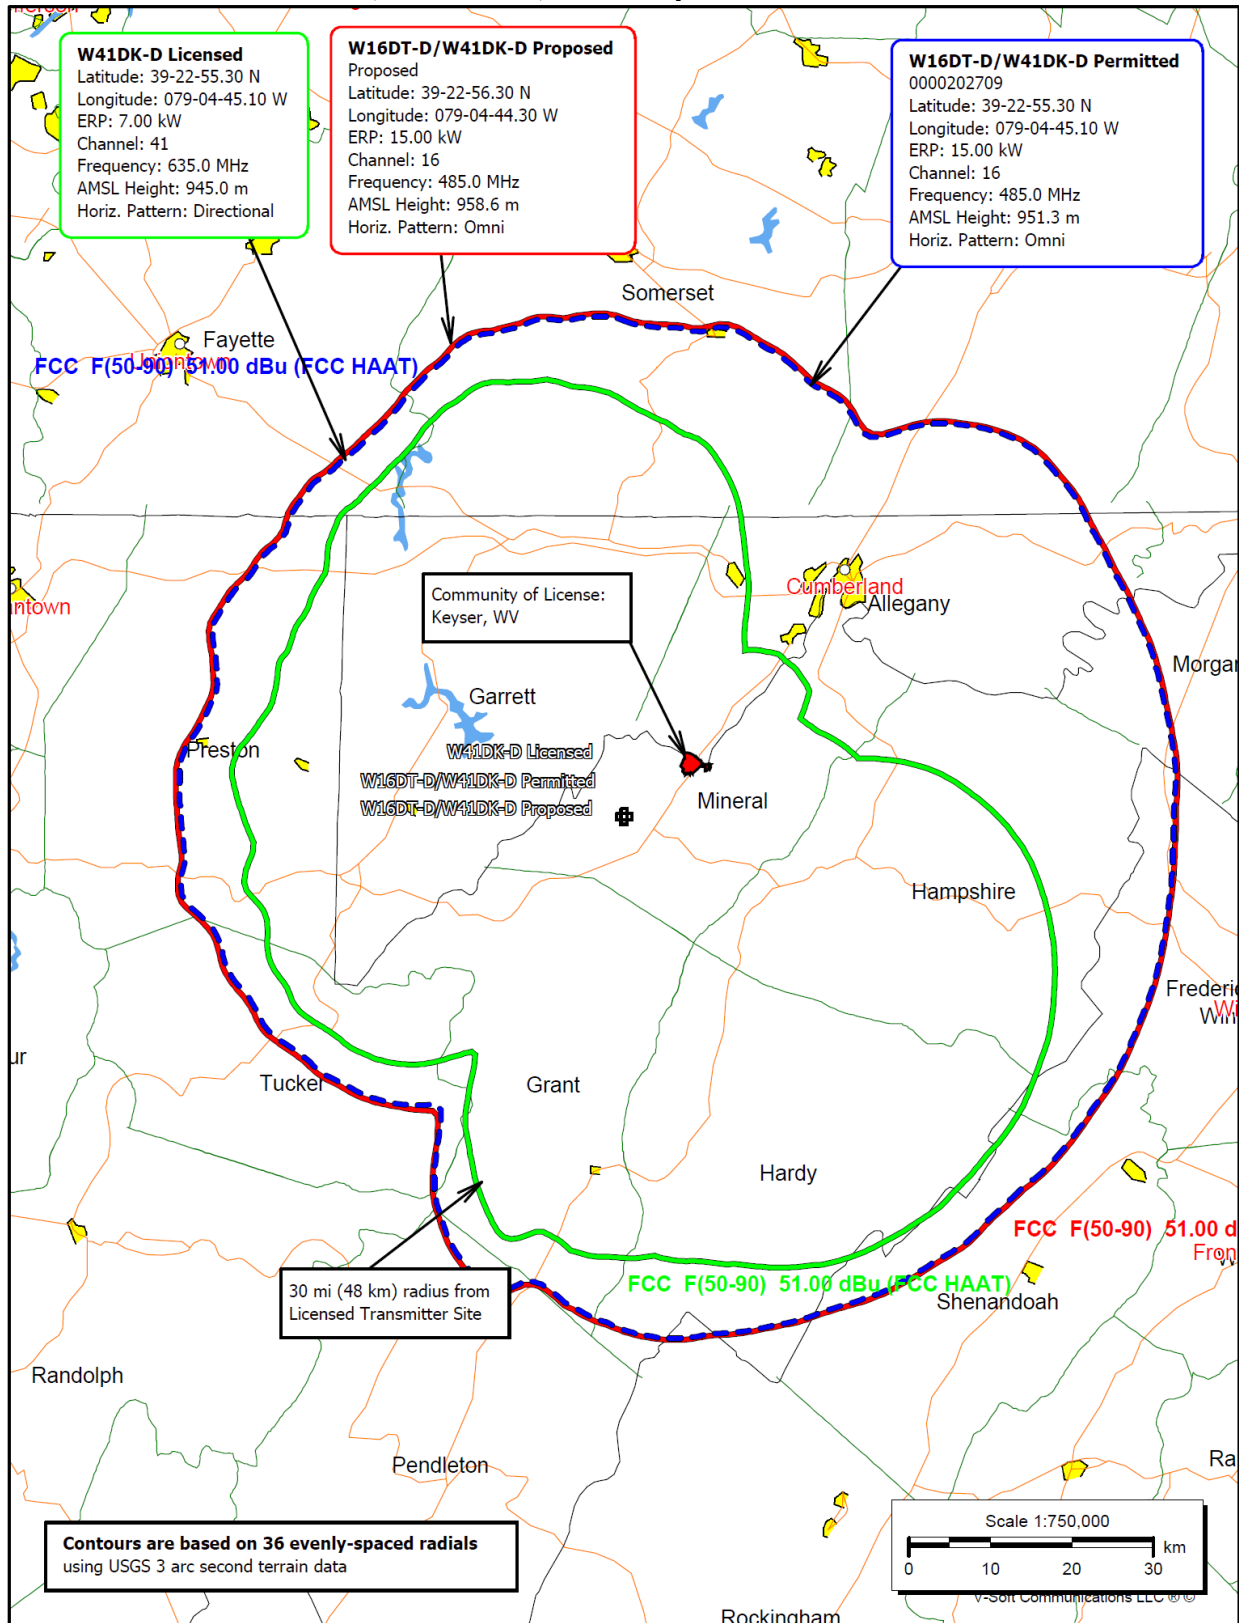 W41DK-D Licensed
Latitude: 39-22-55.30 N
Longitude: 079-04-45.10 W
ERP: 7.00 kW
Channel: 41
Frequency: 635.0 MHz
AMSL Height: 945.0 m
Horiz. Pattern: Directional
W16DT-D/W41DK-D Proposed
Proposed
Latitude: 39-22-56.30 N
Longitude: 079-04-44.30 W
ERP: 15.00 kW
Channel: 16
Frequency: 485.0 MHz
AMSL Height: 958.6 m
Horiz. Pattern: Omni
W16DT-D/W41DK-D Permitted
0000202709
Latitude: 39-22-55.30 N
Longitude: 079-04-45.10 W
ERP: 15.00 kW
Channel: 16
Frequency: 485.0 MHz
AMSL Height: 951.3 m
Horiz. Pattern: Omni
Somerset
Fayette
Uniontown
FCC F(50-90) 51.00 dBu (FCC HAAT)
Community of License:
Keyser, WV
Cumberland
Allegany
ntown
Morgan
Garrett
Preston
W41DK-D Licensed
W16DT-D/W41DK-D Permitted
W16DT-D/W41DK-D Proposed
Mineral
Hampshire
Frederic
Wi
Win
ur
Tucker
Grant
Hardy
FCC F(50-90) 51.00 d
Fron
30 mi (48 km) radius from
Licensed Transmitter Site
FCC F(50-90) 51.00 dBu (FCC HAAT)
Shenandoah
Randolph
Pendleton
Ra
Contours are based on 36 evenly-spaced radials
using USGS 3 arc second terrain data
Scale 1:750,000
km
0 10 20 30
V-Soft Communications LLC ® ©
Rockingham